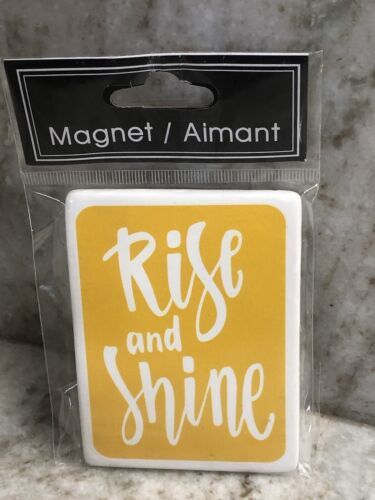 Magnet / Aimant
Rise
and
Shine